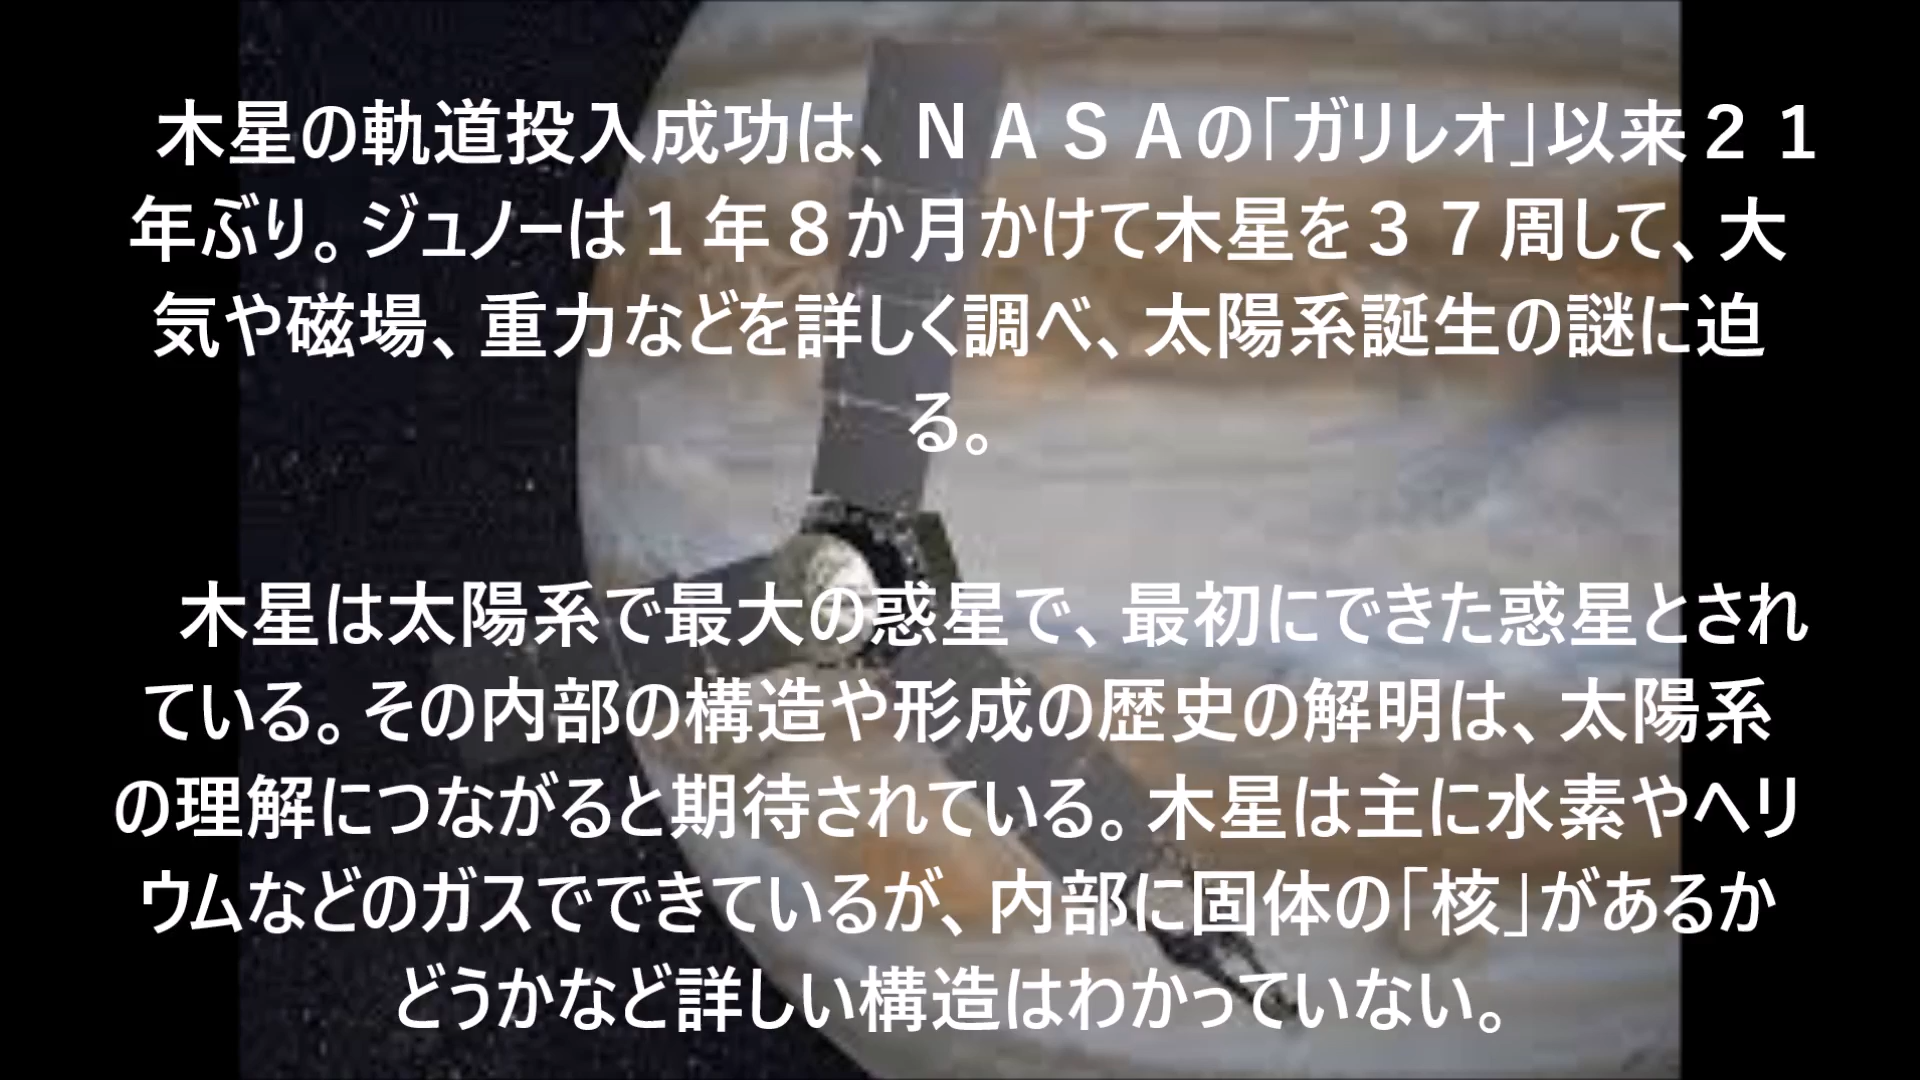 木星の軌道投入成功は、ＮＡＳＡの「ガリレオ」以来２１
年ぶり。ジュノーは１年８か月かけて木星を３７周して、大
気や磁場、重力などを詳しく調べ、太陽系誕生の謎に迫
る。
木星は太陽系で最大の惑星で、最初にできた惑星とされ
ている。その内部の構造や形成の歴史の解明は、太陽系
の理解につながると期待されている。木星は主に水素やヘリ
ウムなどのガスでできているが、内部に固体の「核」があるか
どうかなど詳しい構造はわかっていない。